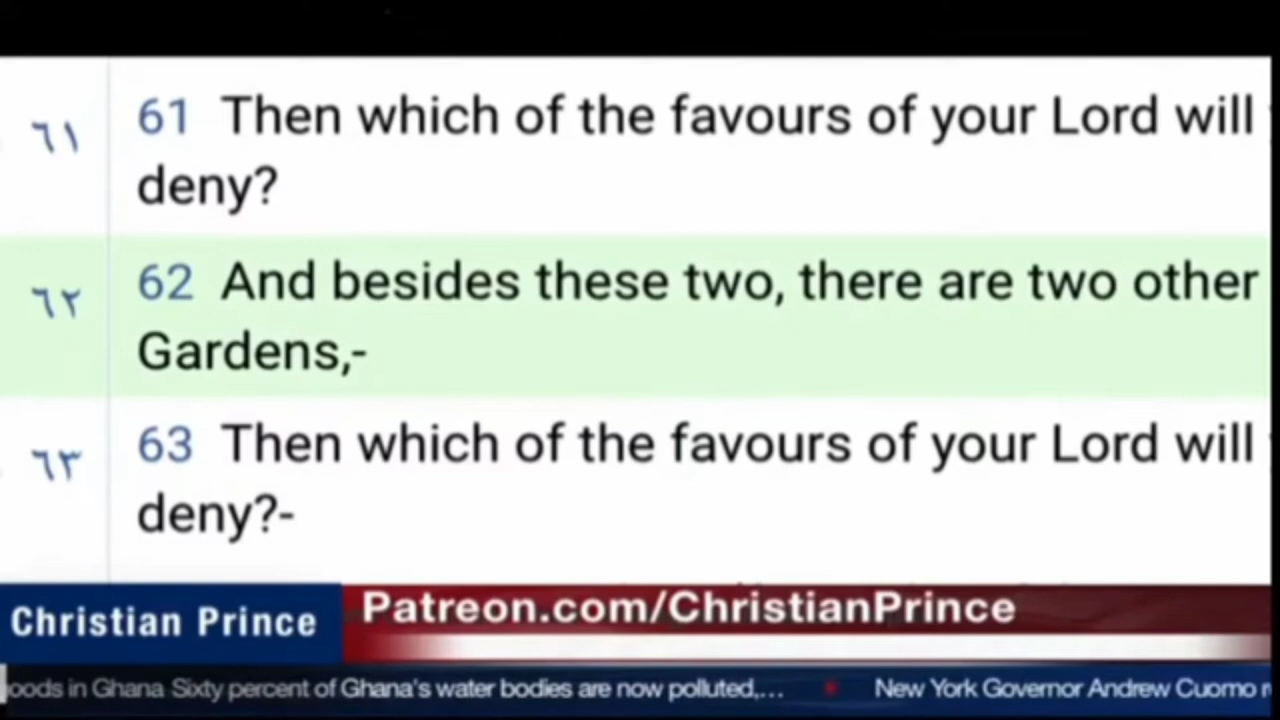 ٦١ 61 Then which of the favours of your Lord will
deny?
٦٢ 62 And besides these two, there are two other
Gardens,-
٦٣ 63 Then which of the favours of your Lord will
deny?-
Christian Prince Patreon.com/ChristianPrince
in Ghana Sixty percent of Ghana's water bodies are now polluted,... New York Governor Andrew Cuomo